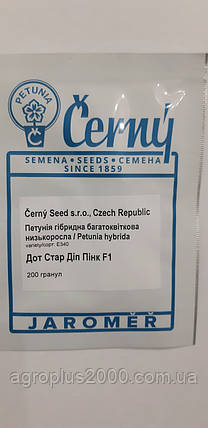 PETUNIA
Č
Černý
SEMENA • SEEDS • СЕМЕНА
SINCE 1859
Černý Seed s.r.o., Czech Republic
Петунія гібридна багатоквіткова
низькоросла / Petunia hybrida
variety/сорт. E340
Дот Стар Діп Пінк F1
200 гранул
JAROMĚŘ
agroplus2000.com.ua